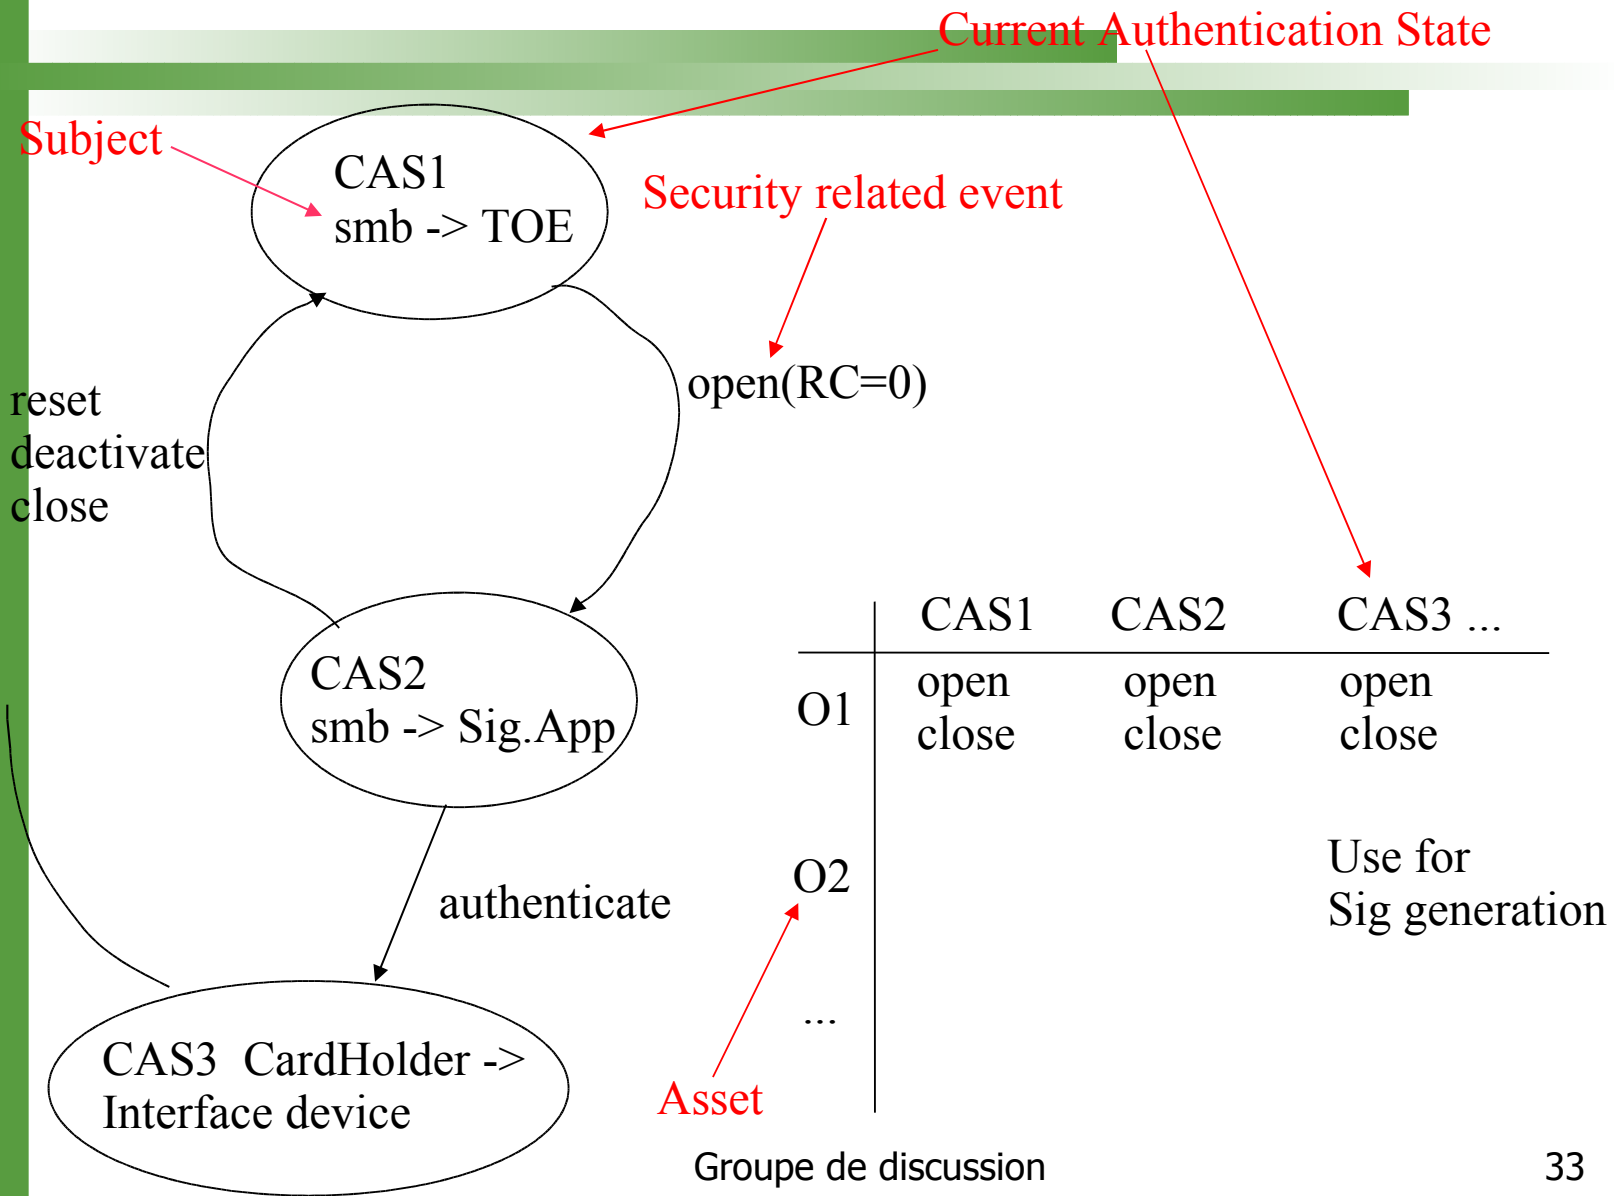 Current Authentication State
Subject
CAS1
smb -> TOE
Security related event
open(RC=0)
reset
deactivate
close
CAS2
smb -> Sig.App
authenticate
CAS3 CardHolder ->
Interface device
CAS1 CAS2 CAS3 ...
O1
open open open
close close close
O2
Use for
Sig generation
...
Asset
Groupe de discussion
33